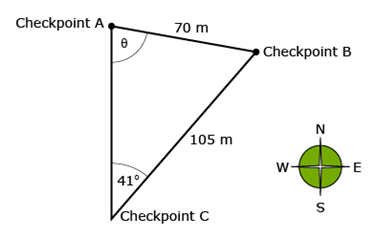 Checkpoint A
70 m
θ
Checkpoint B
105 m
N
W
E
S
41°
Checkpoint C